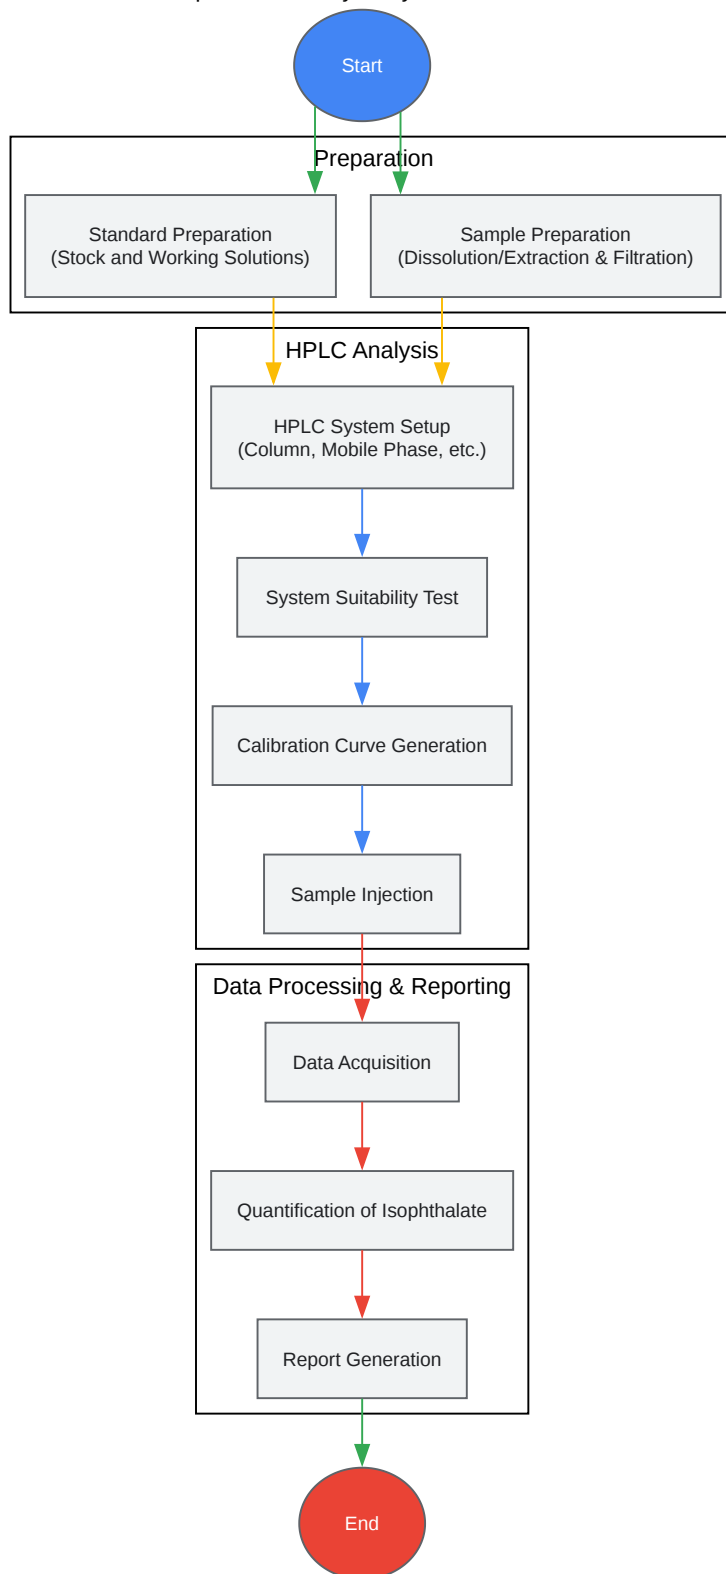 Start
Preparation
Standard Preparation
(Stock and Working Solutions)
Sample Preparation
(Dissolution/Extraction & Filtration)
HPLC Analysis
HPLC System Setup
(Column, Mobile Phase, etc.)
System Suitability Test
Calibration Curve Generation
Sample Injection
Data Processing & Reporting
Data Acquisition
Quantification of Isophthalate
Report Generation
End